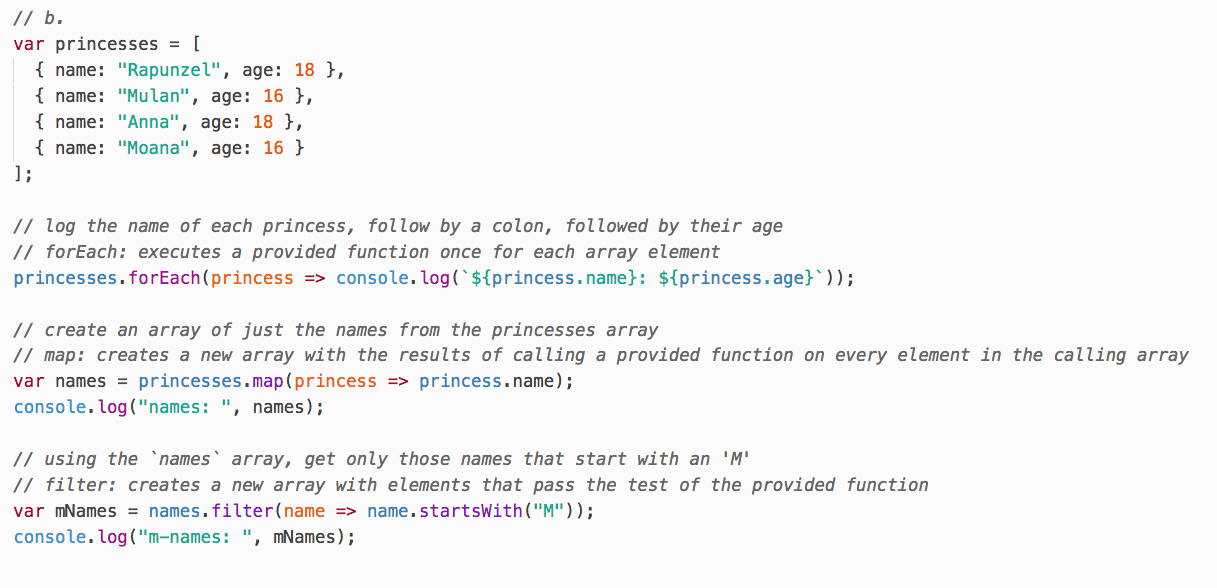 // b.
var princesses = [
  { name: "Rapunzel", age: 18 },
  { name: "Mulan", age: 16 },
  { name: "Anna", age: 18 },
  { name: "Moana", age: 16 }
];

// log the name of each princess, follow by a colon, followed by their age
// forEach: executes a provided function once for each array element
princesses.forEach(princess => console.log(`${princess.name}: ${princess.age}`));

// create an array of just the names from the princesses array
// map: creates a new array with the results of calling a provided function on every element in the calling array
var names = princesses.map(princess => princess.name);
console.log("names: ", names);

// using the `names` array, get only those names that start with an 'M'
// filter: creates a new array with elements that pass the test of the provided function
var mNames = names.filter(name => name.startsWith("M"));
console.log("m-names: ", mNames);